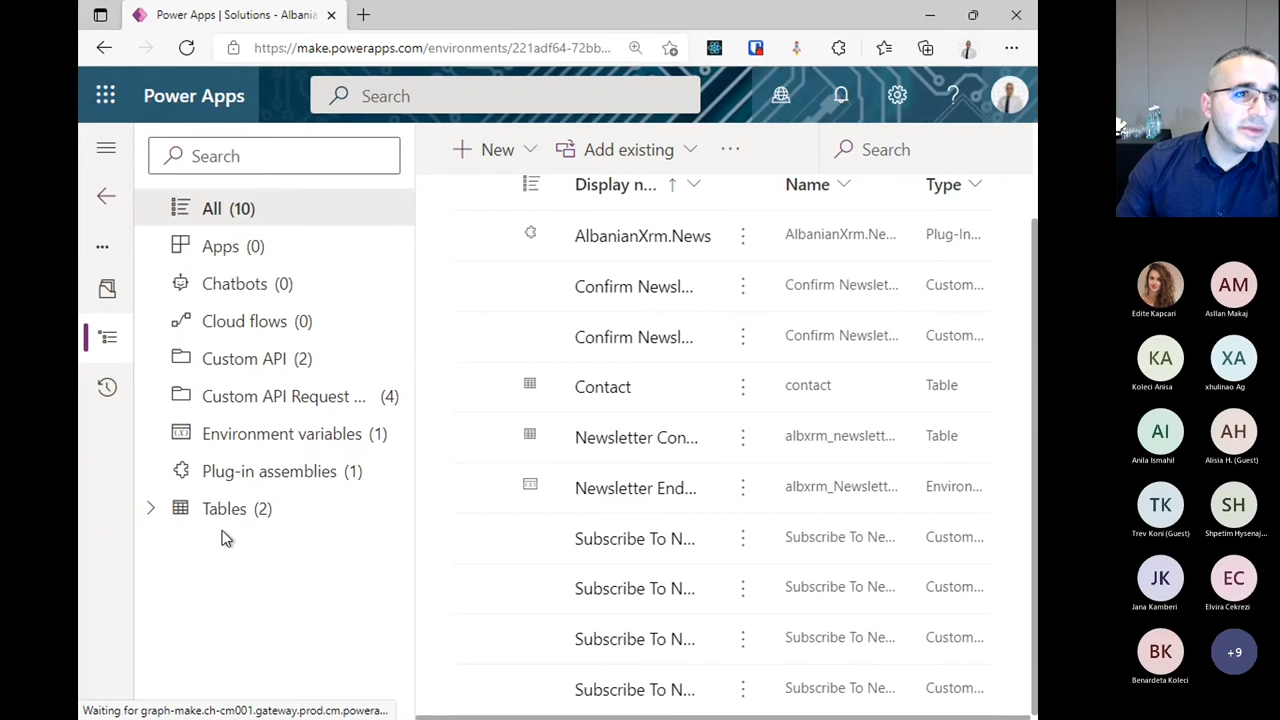 Power Apps | Solutions - Albania
https://make.powerapps.com/environments/221adf64-72bb...
Power Apps
Search
Search
New
Add existing
Search
All (10)
Apps (0)
Chatbots (0)
Cloud flows (0)
Custom API (2)
Custom API Request ... (4)
Environment variables (1)
Plug-in assemblies (1)
Tables (2)
Display n... Name Type
AlbanianXrm.News AlbanianXrm.Ne... Plug-In...
Confirm Newsl... Confirm Newslet... Custom...
Confirm Newsl... Confirm Newslet... Custom...
Contact contact Table
Newsletter Con... albxrm_newslett... Table
Newsletter End... albxrm_Newslett... Environ...
Subscribe To N... Subscribe To Ne... Custom...
Subscribe To N... Subscribe To Ne... Custom...
Subscribe To N... Subscribe To Ne... Custom...
Subscribe To N... Subscribe To Ne... Custom...
Waiting for graph-make.ch-cm001.gateway.prod.cm.powera...
AM
Edite Kapcari Asllan Makaj
KA XA
Koleci Anisa xhulinao Ag
AI AH
Anila Ismahil Alisia H. (Guest)
TK SH
Trev Koni (Guest) Shpetim Hysenaj...
JK EC
Jana Kamberi Elvira Cekrezi
BK +9
Benardeta Koleci